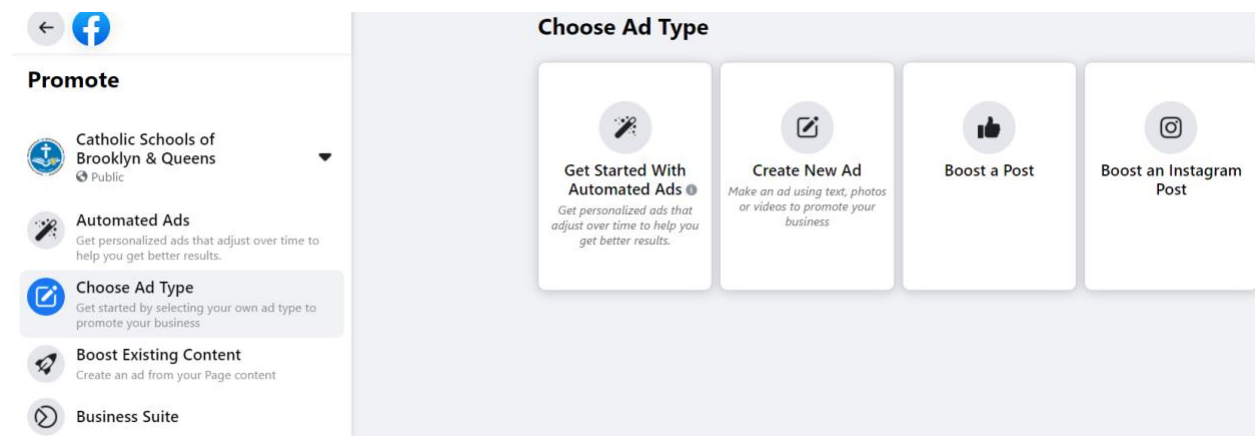 Promote
Catholic Schools of
Brooklyn & Queens
Public
Automated Ads
Get personalized ads that adjust over time to
help you get better results.
Choose Ad Type
Get started by selecting your own ad type to
promote your business
Boost Existing Content
Create an ad from your Page content
Business Suite
Choose Ad Type
Get Started With
Automated Ads
Get personalized ads that
adjust over time to help you
get better results.
Create New Ad
Make an ad using text, photos
or videos to promote your
business
Boost a Post
Boost an Instagram
Post